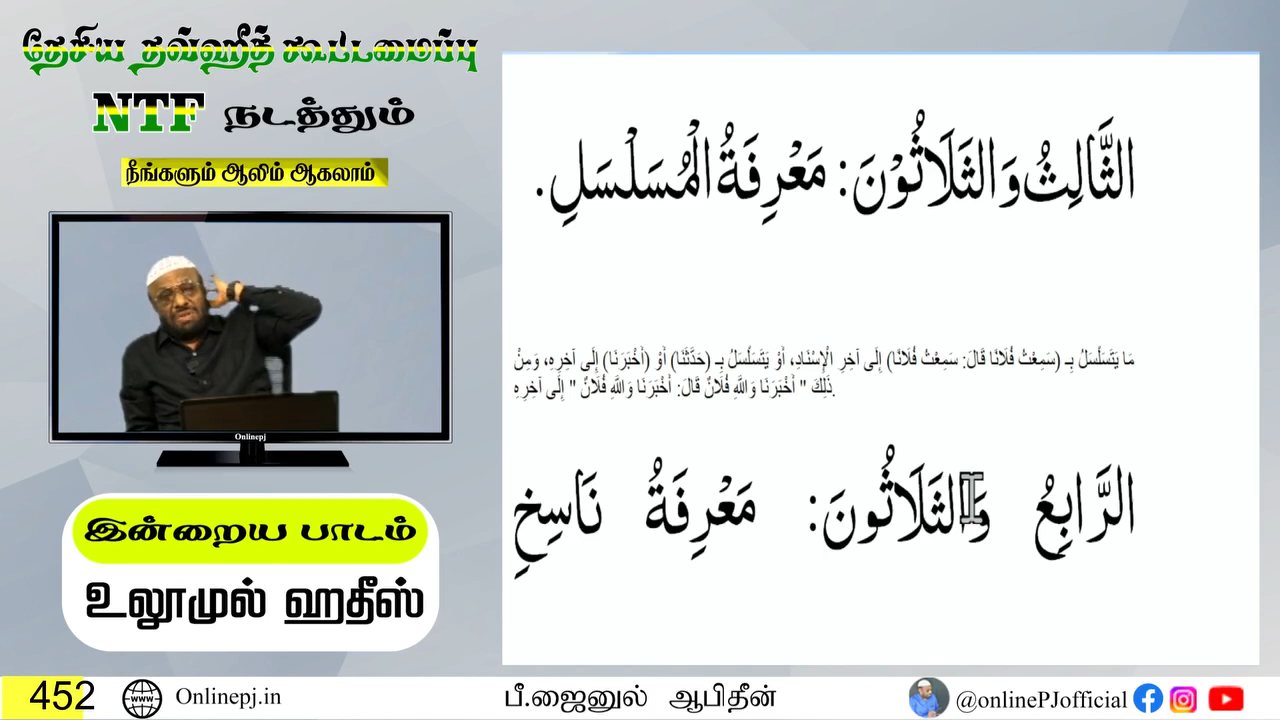 தேசிய தவ்ஹீத் கூட்டமைப்பு
NTF நடத்தும்
நீங்களும் ஆலிம் ஆகலாம்
Onlinepj
இன்றைய பாடம்
உலூமுல் ஹதீஸ்
الثَّالِثُ وَالثَلَاثُوْنَ: مَعْرِفَةُ الْمُسَلْسَلِ.
مَا يَتَسَلْسَلُ بِـ (سَمِعْتُ فُلَانًا قَالَ: سَمِعْتُ فُلَانًا) إِلَى آخِرِ الْإِسْنَادِ، أَوْ يَتَسَلْسَلُ بِـ (حَدَّثَنَا) أَوْ (أَخْبَرَنَا) إِلَى آخِرِهِ، وَمِنْ
ذَلِكَ " أَخْبَرَنَا وَاللَّهِ فُلَانٌ قَالَ: أَخْبَرَنَا وَاللَّهِ فُلَانٌ " إِلَى آخِرِهِ.
الرَّابِعُ وَالثَلَاثُونَ: مَعْرِفَةُ نَاسِخِ
452
www
Onlinepj.in
பீ.ஜைனுல் ஆபிதீன்
@onlinePJofficial